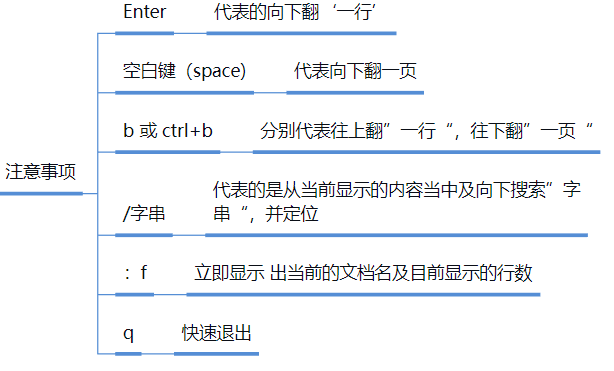 注意事项
Enter 代表的向下翻‘一行’
空白键（space) 代表向下翻一页
b 或 ctrl+b 分别代表往上翻”一行“，往下翻”一页“
/字串 代表的是从当前显示的内容当中及向下搜索”字
串“，并定位
：f 立即显示 出当前的文档名及目前显示的行数
q 快速退出